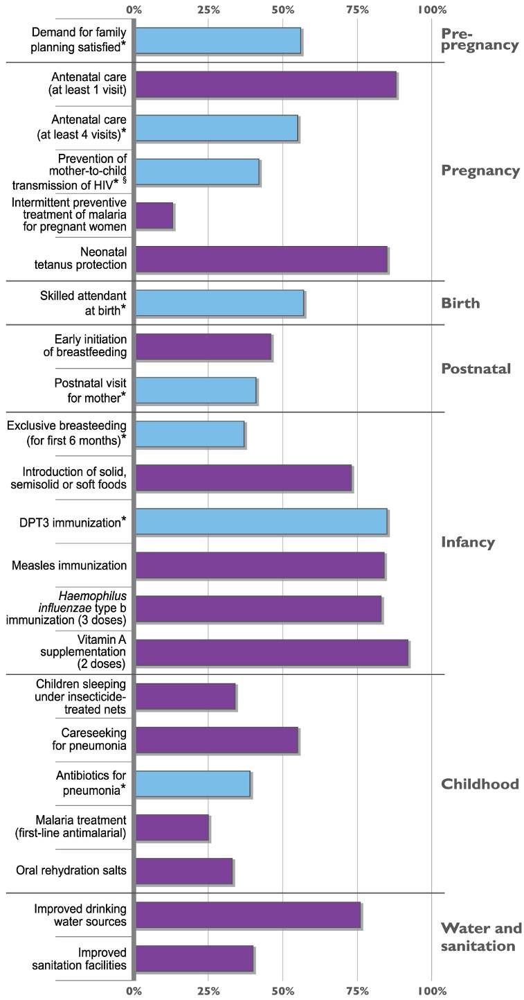 0% 25% 50% 75% 100%
Demand for family
planning satisfied*
Pre-
pregnancy
Antenatal care
(at least 1 visit)
Antenatal care
(at least 4 visits)*
Prevention of
mother-to-child
transmission of HIV* §
Pregnancy
Intermittent preventive
treatment of malaria
for pregnant women
Neonatal
tetanus protection
Skilled attendant
at birth*
Birth
Early initiation
of breastfeeding
Postnatal
Postnatal visit
for mother*
Exclusive breasteeding
(for first 6 months)*
Introduction of solid,
semisolid or soft foods
DPT3 immunization*
Infancy
Measles immunization
Haemophilus
influenzae type b
immunization (3 doses)
Vitamin A
supplementation
(2 doses)
Children sleeping
under insecticide-
treated nets
Careseeking
for pneumonia
Antibiotics for
pneumonia*
Childhood
Malaria treatment
(first-line antimalarial)
Oral rehydration salts
Improved drinking
water sources
Water and
sanitation
Improved
sanitation facilities
0% 25% 50% 75% 100%